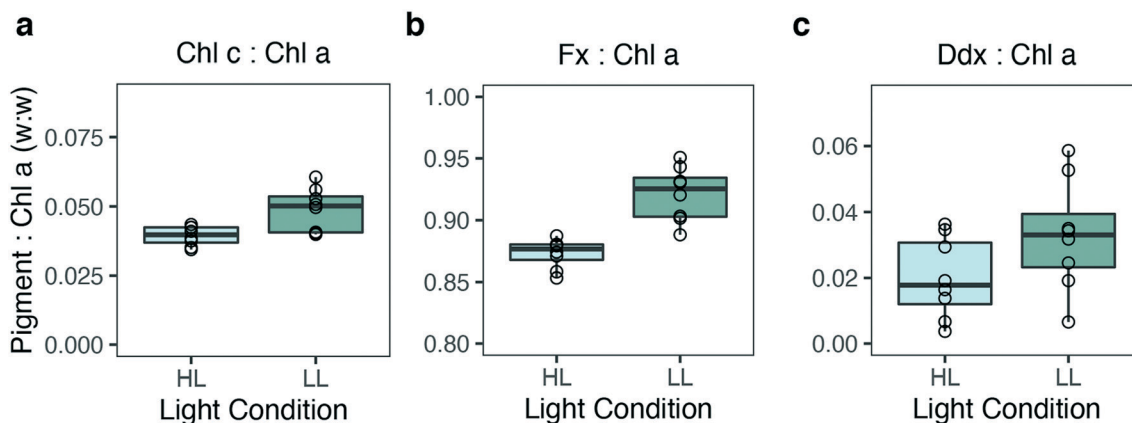 a
Chl c : Chl a
Pigment : Chl a (w:w)
0.075
0.050
0.025
0.000
HL LL
Light Condition
b
Fx : Chl a
1.00
0.95
0.90
0.85
0.80
HL LL
Light Condition
c
Ddx : Chl a
0.06
0.04
0.02
0.00
HL LL
Light Condition